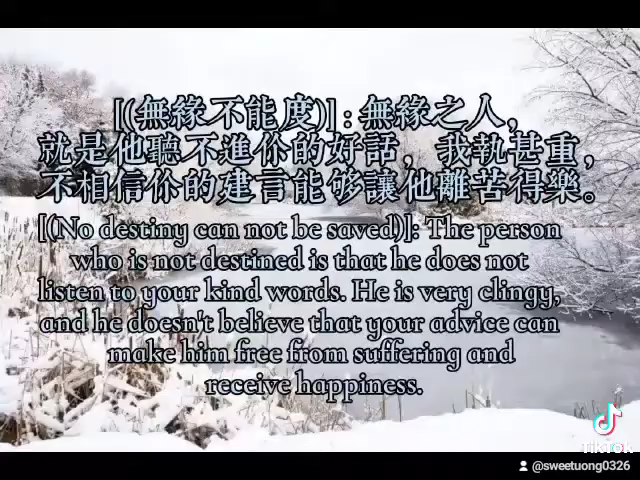 [(無緣不能度)]：無緣之人，
就是他聽不進你的好話，我執甚重，
不相信你的建言能够讓他離苦得樂。
[(No destiny can not be saved)]: The person
who is not destined is that he does not
listen to your kind words. He is very clingy,
and he doesn't believe that your advice can
make him free from suffering and
receive happiness.
TikTok
@sweetuong0326